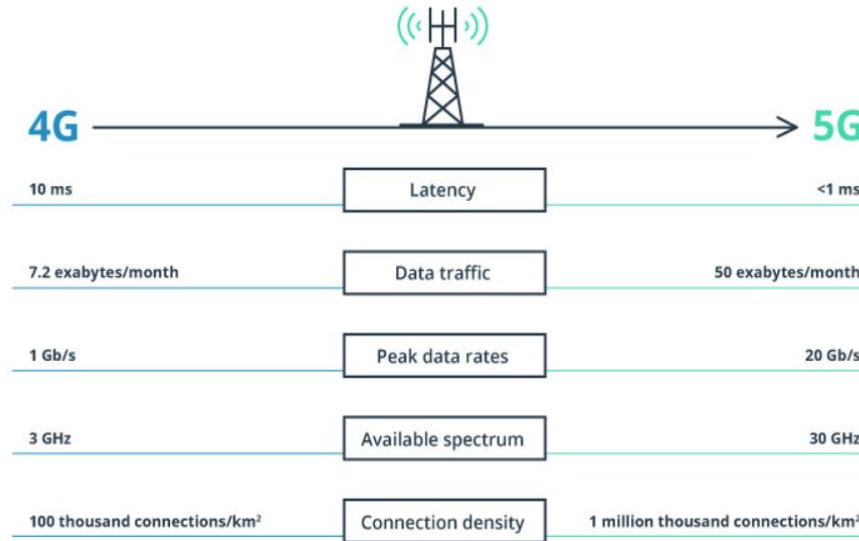 4G
5G
10 ms
Latency
<1 ms
7.2 exabytes/month
Data traffic
50 exabytes/month
1 Gb/s
Peak data rates
20 Gb/s
3 GHz
Available spectrum
30 GHz
100 thousand connections/km²
Connection density
1 million thousand connections/km²